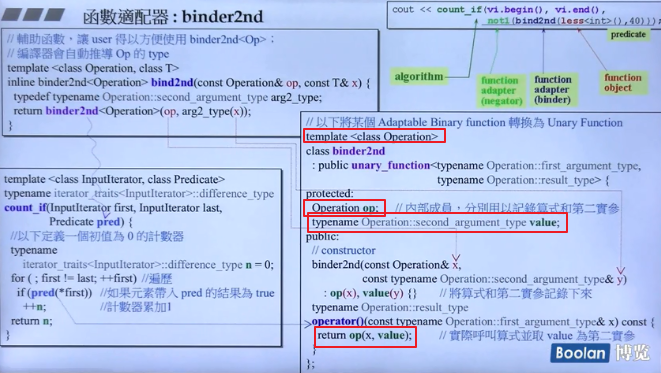 函數適配器 : binder2nd
cout << count_if(vi.begin(), vi.end(),
not1(bind2nd(less<int>(),40)));
predicate
algorithm
function
adapter
(negator)
function
adapter
(binder)
function
object
// 輔助函數，讓 user 得以方便使用 binder2nd<Op>；
// 編譯器會自動推導 Op 的 type
template <class Operation, class T>
inline binder2nd<Operation> bind2nd(const Operation& op, const T& x) {
typedef typename Operation::second_argument_type arg2_type;
return binder2nd<Operation>(op, arg2_type(x));
}
template <class InputIterator, class Predicate>
typename iterator_traits<InputIterator>::difference_type
count_if(InputIterator first, InputIterator last,
Predicate pred) {
//以下定義一個初值為 0 的計數器
typename
iterator_traits<InputIterator>::difference_type n = 0;
for ( ; first != last; ++first) //遍歷
if (pred(*first)) //如果元素帶入 pred 的結果為 true
++n; //計數器累加1
return n;
}
// 以下將某個 Adaptable Binary function 轉換為 Unary Function
template <class Operation>
class binder2nd
: public unary_function<typename Operation::first_argument_type,
typename Operation::result_type> {
protected:
Operation op; // 內部成員，分別用以記錄算式和第二實參
typename Operation::second_argument_type value;
public:
// constructor
binder2nd(const Operation& x,
const typename Operation::second_argument_type& y)
: op(x), value(y) {} // 將算式和第二實參記錄下來
typename Operation::result_type
operator()(const typename Operation::first_argument_type& x) const {
return op(x, value); // 實際呼叫算式並取 value 為第二實參
}
};
Boolan 博览